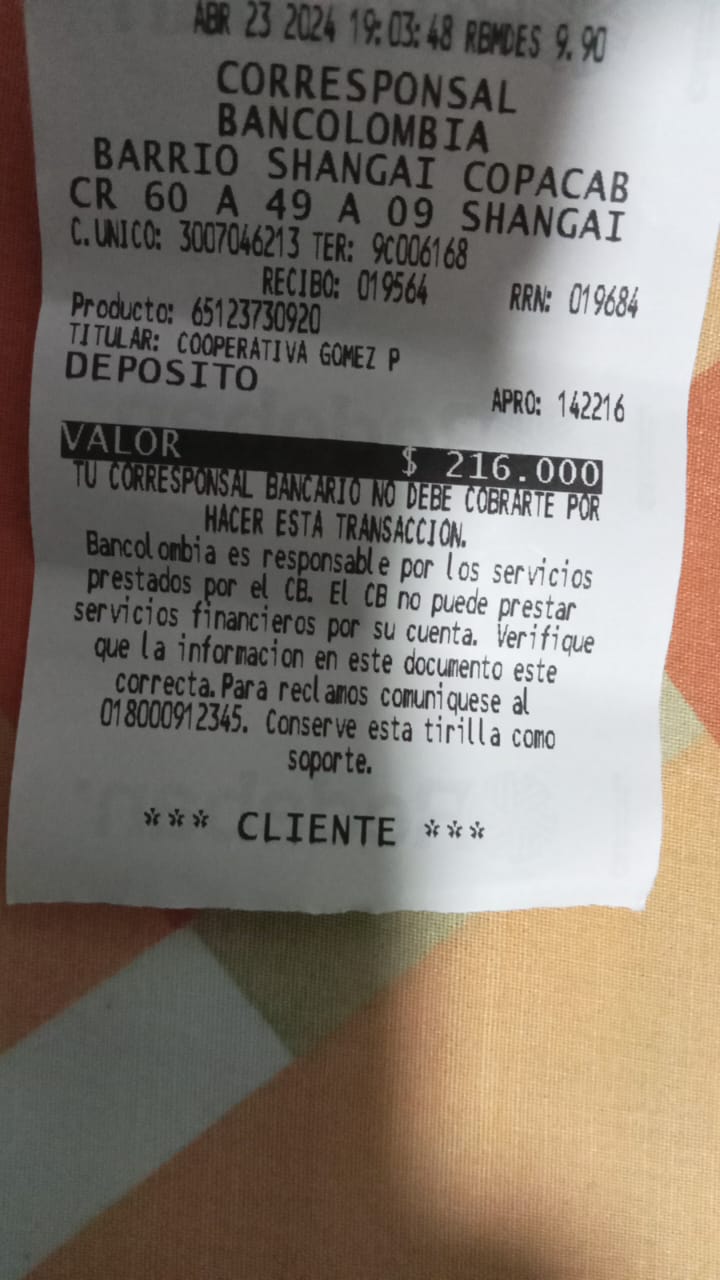 ABR 23 2024 19:03:48 RBMDES 9.90
CORRESPONSAL
BANCOLOMBIA
BARRIO SHANGAI COPACAB
CR 60 A 49 A 09 SHANGAI
C.UNICO: 3007046213 TER: 9C006168
RECIBO: 019564 RRN: 019684
Producto: 65123730920
TITULAR: COOPERATIVA GOMEZ P
DEPOSITO APRO: 142216
VALOR $ 216.000
TU CORRESPONSAL BANCARIO NO DEBE COBRARTE POR
HACER ESTA TRANSACCION.
Bancolombia es responsable por los servicios
prestados por el CB. El CB no puede prestar
servicios financieros por su cuenta. Verifique
que la informacion en este documento este
correcta.Para reclamos comuniquese al
018000912345. Conserve esta tirilla como
soporte.
*** CLIENTE ***